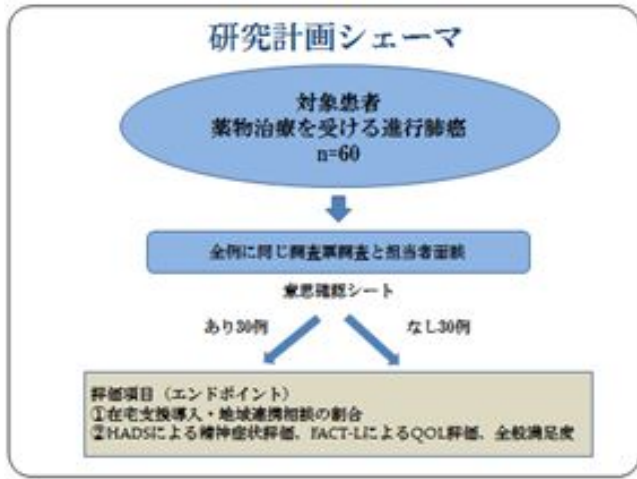 研究計画シェーマ
対象患者
薬物治療を受ける進行肺癌
n=60
全例に同じ調査票調査と担当者面談
意思確認シート
あり30例
なし30例
評価項目（エンドポイント）
①在宅支援導入・地域連携相談の割合
②HADSによる精神症状評価、FACT-LによるQOL評価、全般満足度